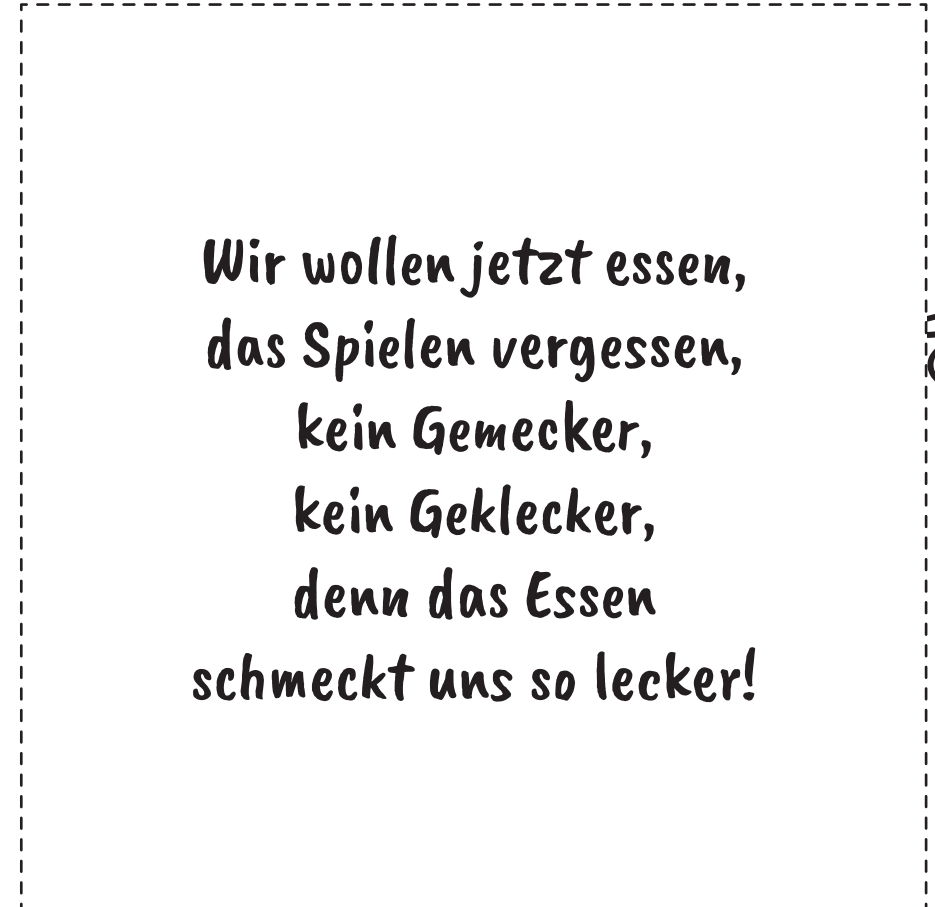 Wir wollen jetzt essen,
das Spielen vergessen,
kein Gemecker,
kein Geklecker,
denn das Essen
schmeckt uns so lecker!